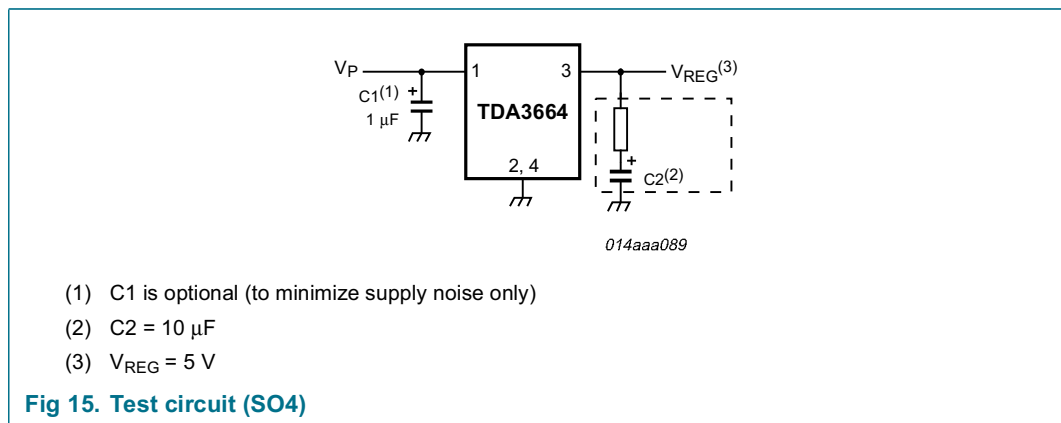 VP 1 3 VREG(3)
C1(1) +
1 μF
TDA3664
2, 4
+
C2(2)
014aaa089
(1) C1 is optional (to minimize supply noise only)
(2) C2 = 10 μF
(3) VREG = 5 V
Fig 15. Test circuit (SO4)